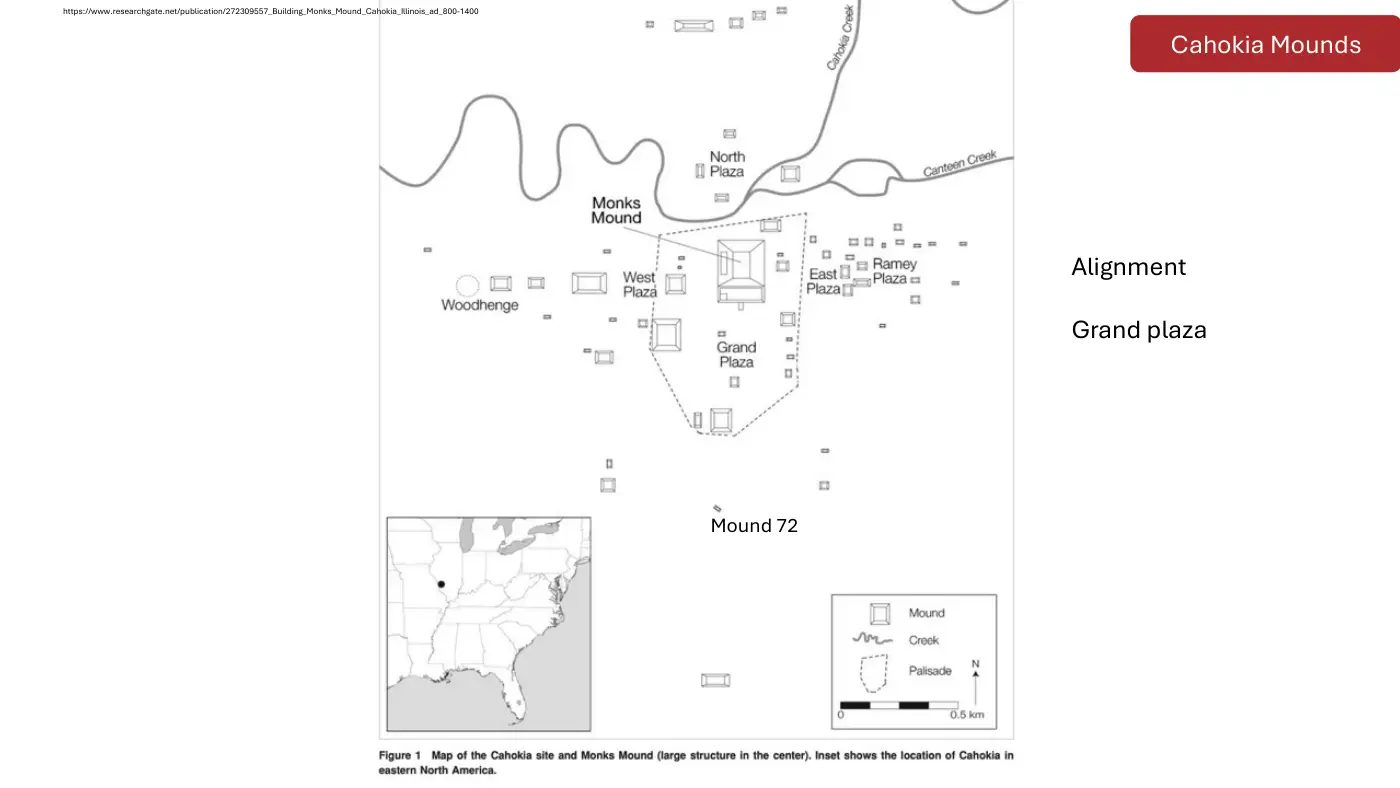 https://www.researchgate.net/publication/272309557_Building_Monks_Mound_Cahokia_Illinois_ad_800-1400
Cahokia Mounds
Cahokia Creek
North
Plaza
Canteen Creek
Monks
Mound
West
Plaza
East
Plaza
Ramey
Plaza
Woodhenge
Grand
Plaza
Alignment
Grand plaza
Mound 72
Mound
Creek
Palisade
N
0
0.5 km
Figure 1 Map of the Cahokia site and Monks Mound (large structure in the center). Inset shows the location of Cahokia in
eastern North America.